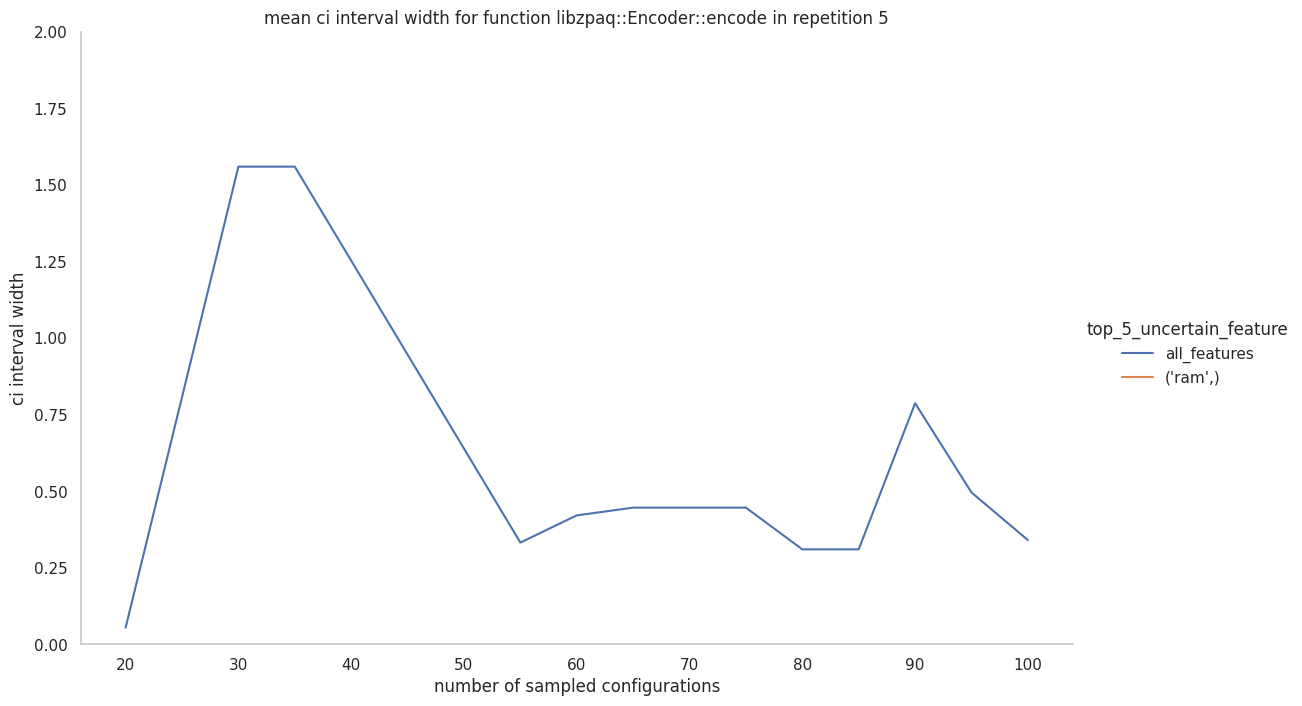 mean ci interval width for function libzpaq::Encoder::encode in repetition 5
2.00
1.75
1.50
1.25
1.00
0.75
0.50
0.25
0.00
ci interval width
20 30 40 50 60 70 80 90 100
number of sampled configurations
top_5_uncertain_feature
all_features
('ram',)